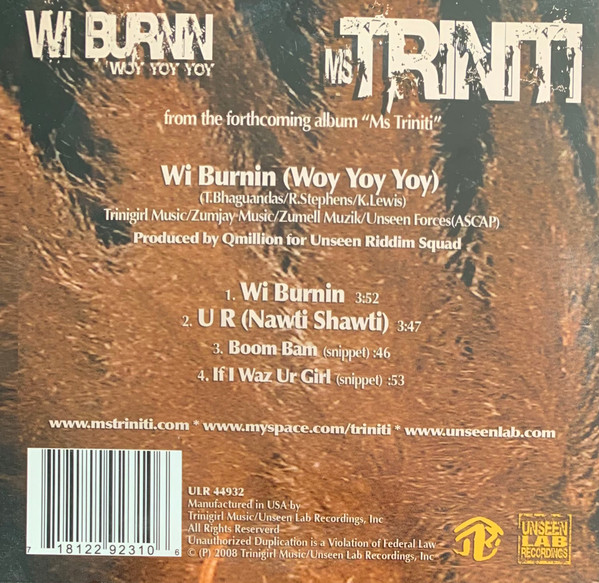 WI BURNIN
WOY YOY YOY
MS TRINITI
from the forthcoming album "Ms Triniti"
Wi Burnin (Woy Yoy Yoy)
(T.Bhaguandas/R.Stephens/K.Lewis)
Trinigirl Music/Zumjay Music/Zumell Muzik/Unseen Forces(ASCAP)
Produced by Qmillion for Unseen Riddim Squad
1. Wi Burnin 3:52
2. U R (Nawti Shawti) 3:47
3. Boom Bam (snippet) :46
4. If I Waz Ur Girl (snippet) :53
www.mstriniti.com * www.myspace.com/triniti * www.unseenlab.com
7 18122 92310 6
ULR 44932
Manufactured in USA by
Trinigirl Music/Unseen Lab Recordings, Inc
All Rights Reserverd
Unauthorized Duplication is a Violation of Federal Law
© (P) 2008 Trinigirl Music/Unseen Lab Recordings, Inc
UNSEEN
LAB
RECORDINGS